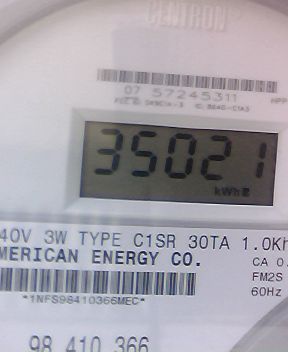 CENTRON
07 57245311
35021
kWh
40V 3W TYPE C1SR 30TA 1.0Kh
MERICAN ENERGY CO.
CA 0.
FM2S
*1NFS98410366MEC*
60Hz
98 410 366